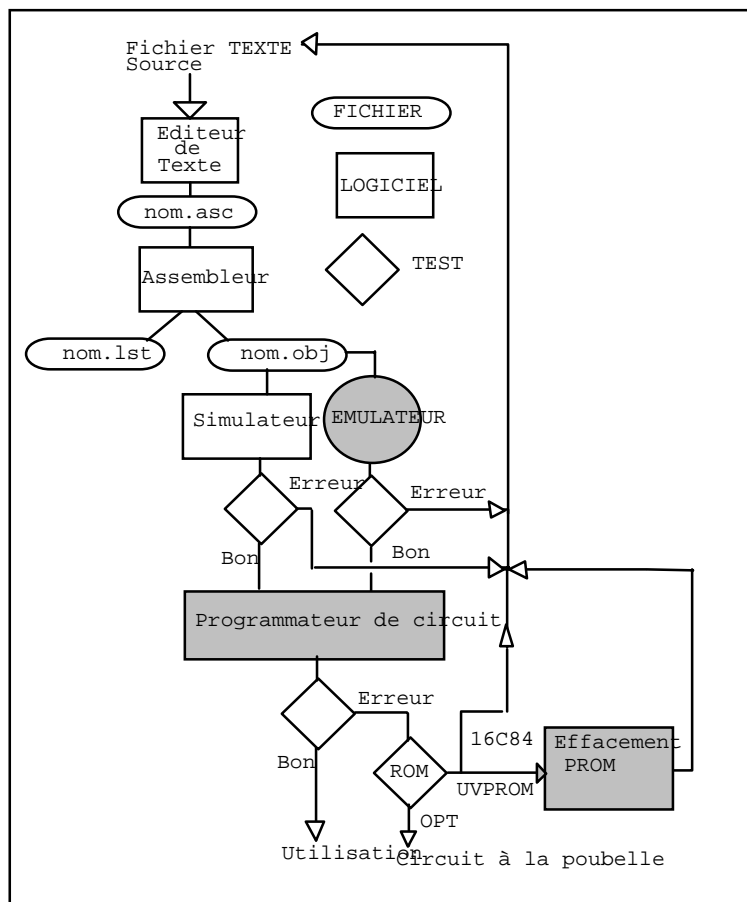 Fichier TEXTE
Source
FICHIER
Editeur
de
Texte
LOGICIEL
nom.asc
TEST
Assembleur
nom.lst
nom.obj
Simulateur
EMULATEUR
Erreur
Erreur
Bon
Bon
Programmateur de circuit
Erreur
Bon
16C84
Effacement
PROM
ROM
UVPROM
OPT
Utilisation
Circuit à la poubelle